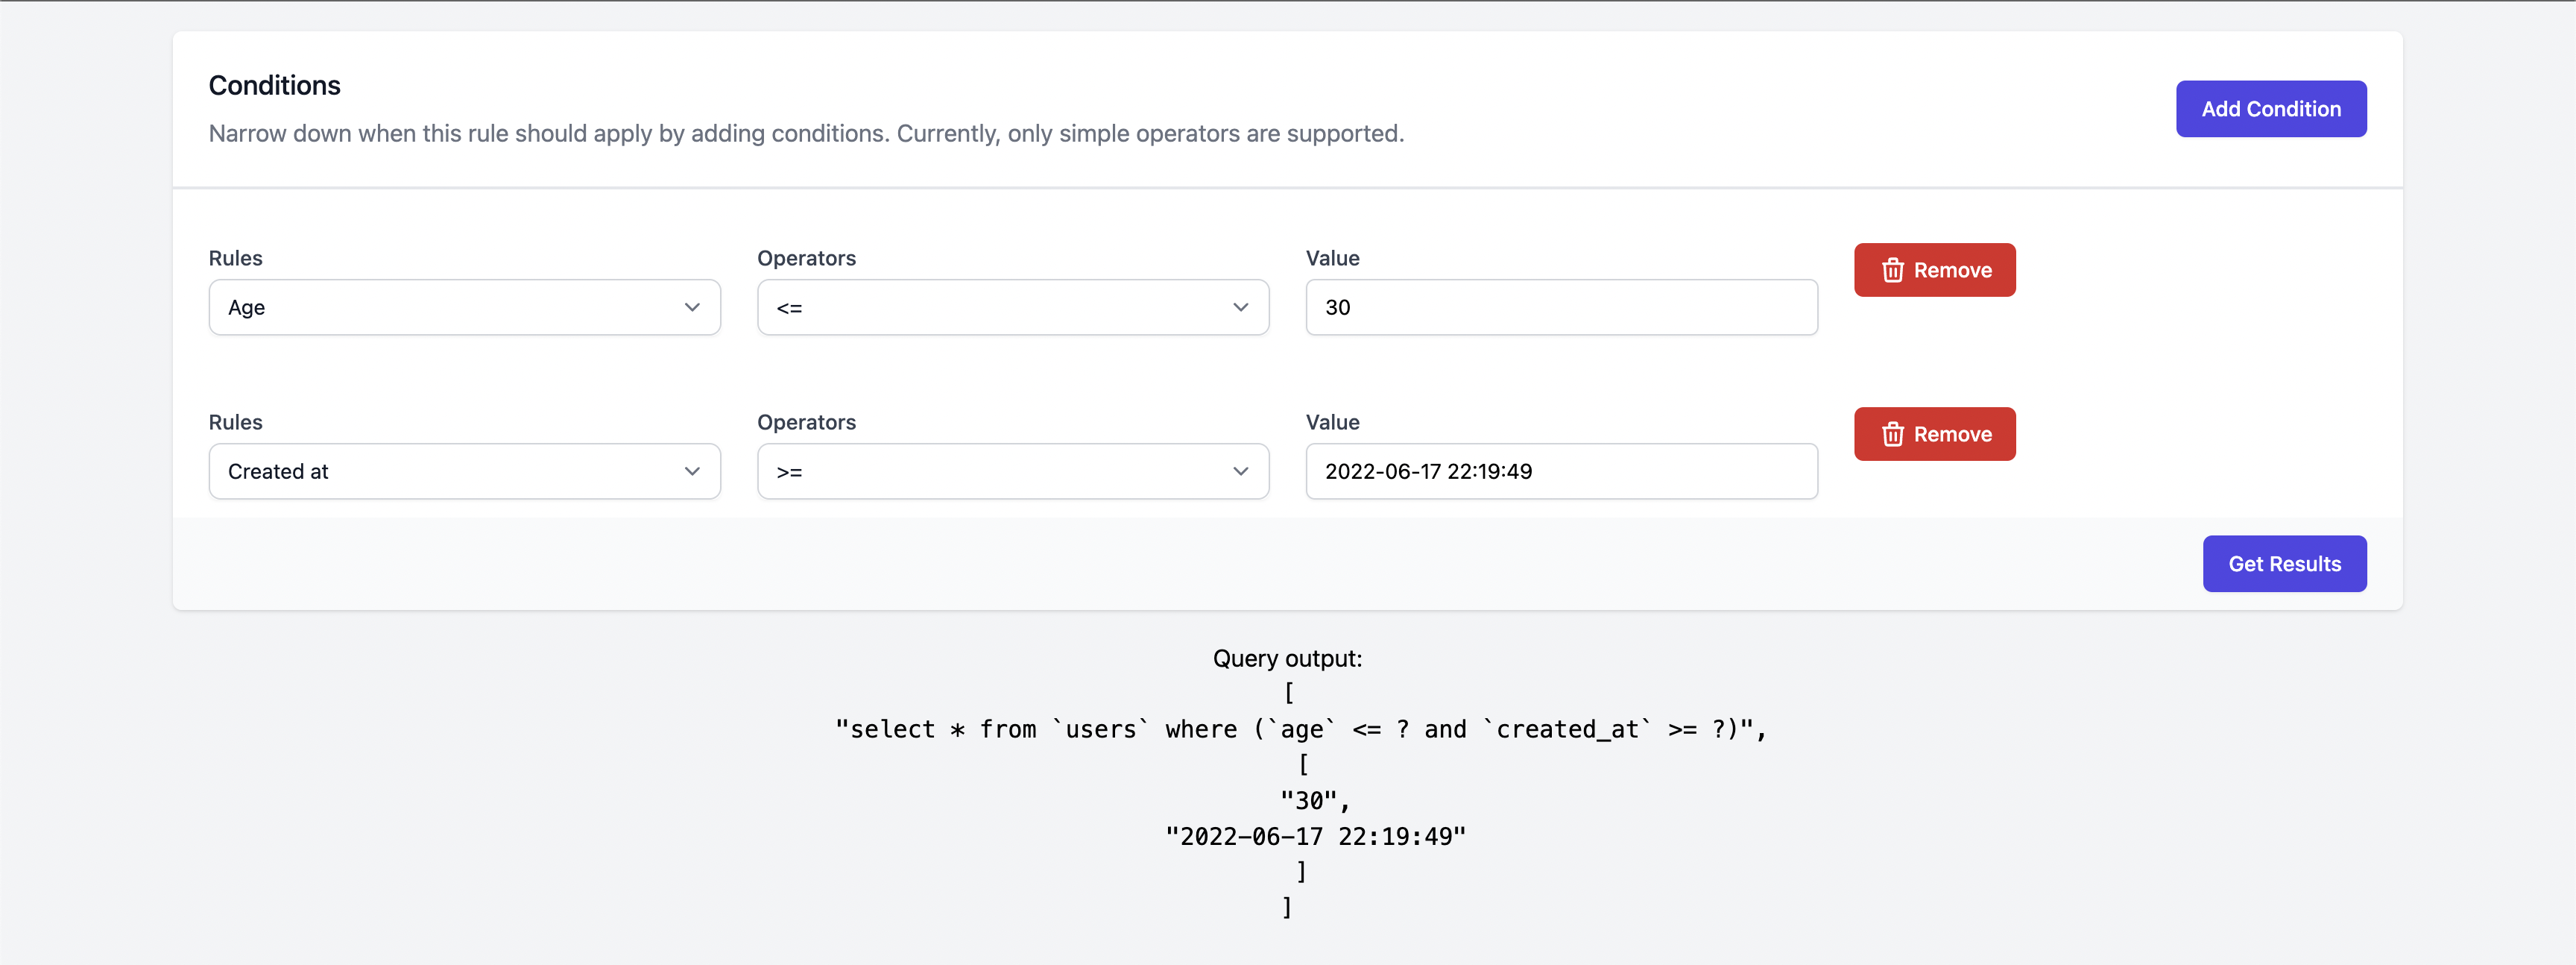 Conditions
Narrow down when this rule should apply by adding conditions. Currently, only simple operators are supported.
Add Condition
Rules
Operators
Value
Remove
Age
<=
30
Rules
Operators
Value
Remove
Created at
>=
2022-06-17 22:19:49
Get Results
Query output:
[
"select * from `users` where (`age` <= ? and `created_at` >= ?)",
[
"30",
"2022-06-17 22:19:49"
]
]